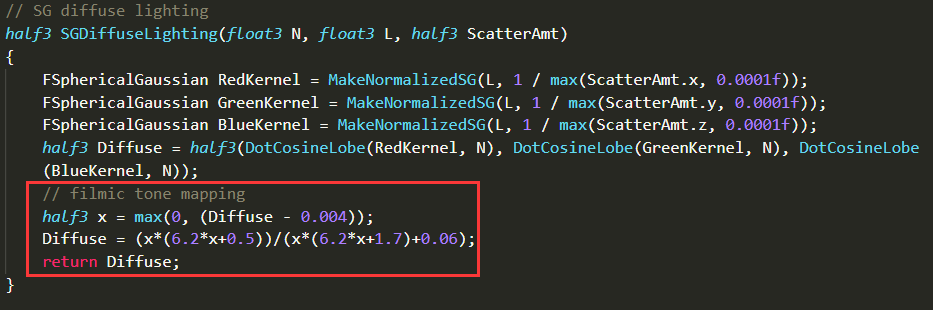 // SG diffuse lighting
half3 SGDiffuseLighting(float3 N, float3 L, half3 ScatterAmt)
{
FSphericalGaussian RedKernel = MakeNormalizedSG(L, 1 / max(ScatterAmt.x, 0.0001f));
FSphericalGaussian GreenKernel = MakeNormalizedSG(L, 1 / max(ScatterAmt.y, 0.0001f));
FSphericalGaussian BlueKernel = MakeNormalizedSG(L, 1 / max(ScatterAmt.z, 0.0001f));
half3 Diffuse = half3(DotCosineLobe(RedKernel, N), DotCosineLobe(GreenKernel, N), DotCosineLobe
(BlueKernel, N));
// filmic tone mapping
half3 x = max(0, (Diffuse - 0.004));
Diffuse = (x*(6.2*x+0.5))/(x*(6.2*x+1.7)+0.06);
return Diffuse;
}